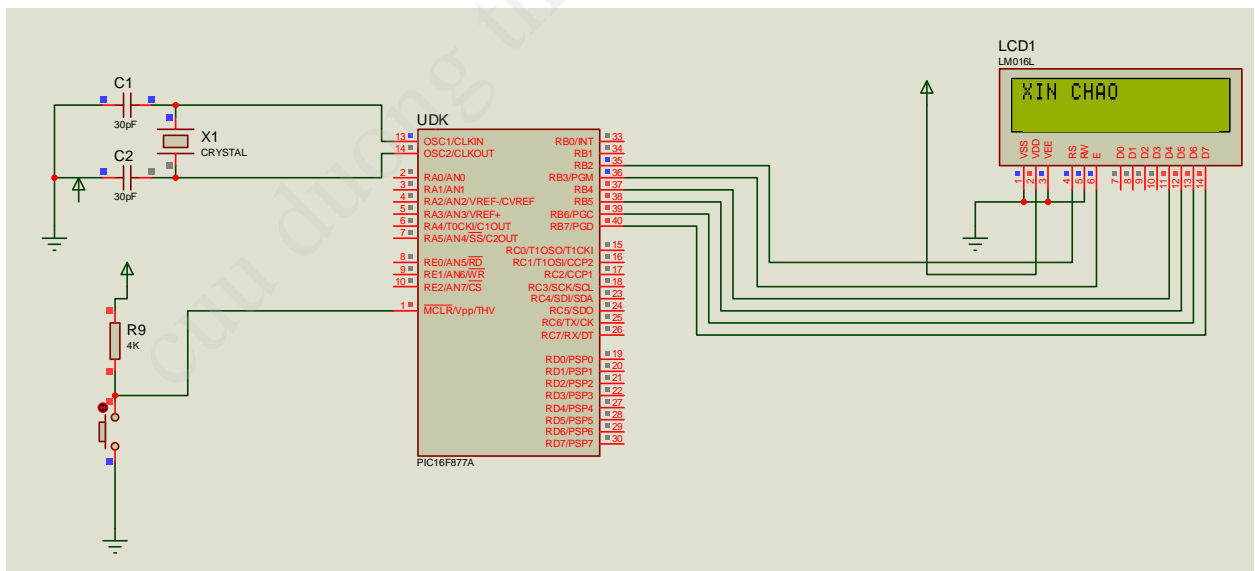 C1
30pF
X1
CRYSTAL
C2
30pF
R9
4K
UDK
13 OSC1/CLKIN
14 OSC2/CLKOUT
2 RA0/AN0
3 RA1/AN1
4 RA2/AN2/VREF-/CVREF
5 RA3/AN3/VREF+
6 RA4/T0CKI/C1OUT
7 RA5/AN4/SS/C2OUT
8 RE0/AN5/RD
9 RE1/AN6/WR
10 RE2/AN7/CS
1 MCLR/Vpp/THV
RB0/INT 33
RB1 34
RB2 35
RB3/PGM 36
RB4 37
RB5 38
RB6/PGC 39
RB7/PGD 40
RC0/T1OSO/T1CKI 15
RC1/T1OSI/CCP2 16
RC2/CCP1 17
RC3/SCK/SCL 18
RC4/SDI/SDA 23
RC5/SDO 24
RC6/TX/CK 25
RC7/RX/DT 26
RD0/PSP0 19
RD1/PSP1 20
RD2/PSP2 21
RD3/PSP3 22
RD4/PSP4 27
RD5/PSP5 28
RD6/PSP6 29
RD7/PSP7 30
PIC16F877A
LCD1
LM016L
XIN CHAO
VSS VDD VEE RS RW E D0 D1 D2 D3 D4 D5 D6 D7
1 2 3 4 5 6 7 8 9 10 11 12 13 14
cuu duong th